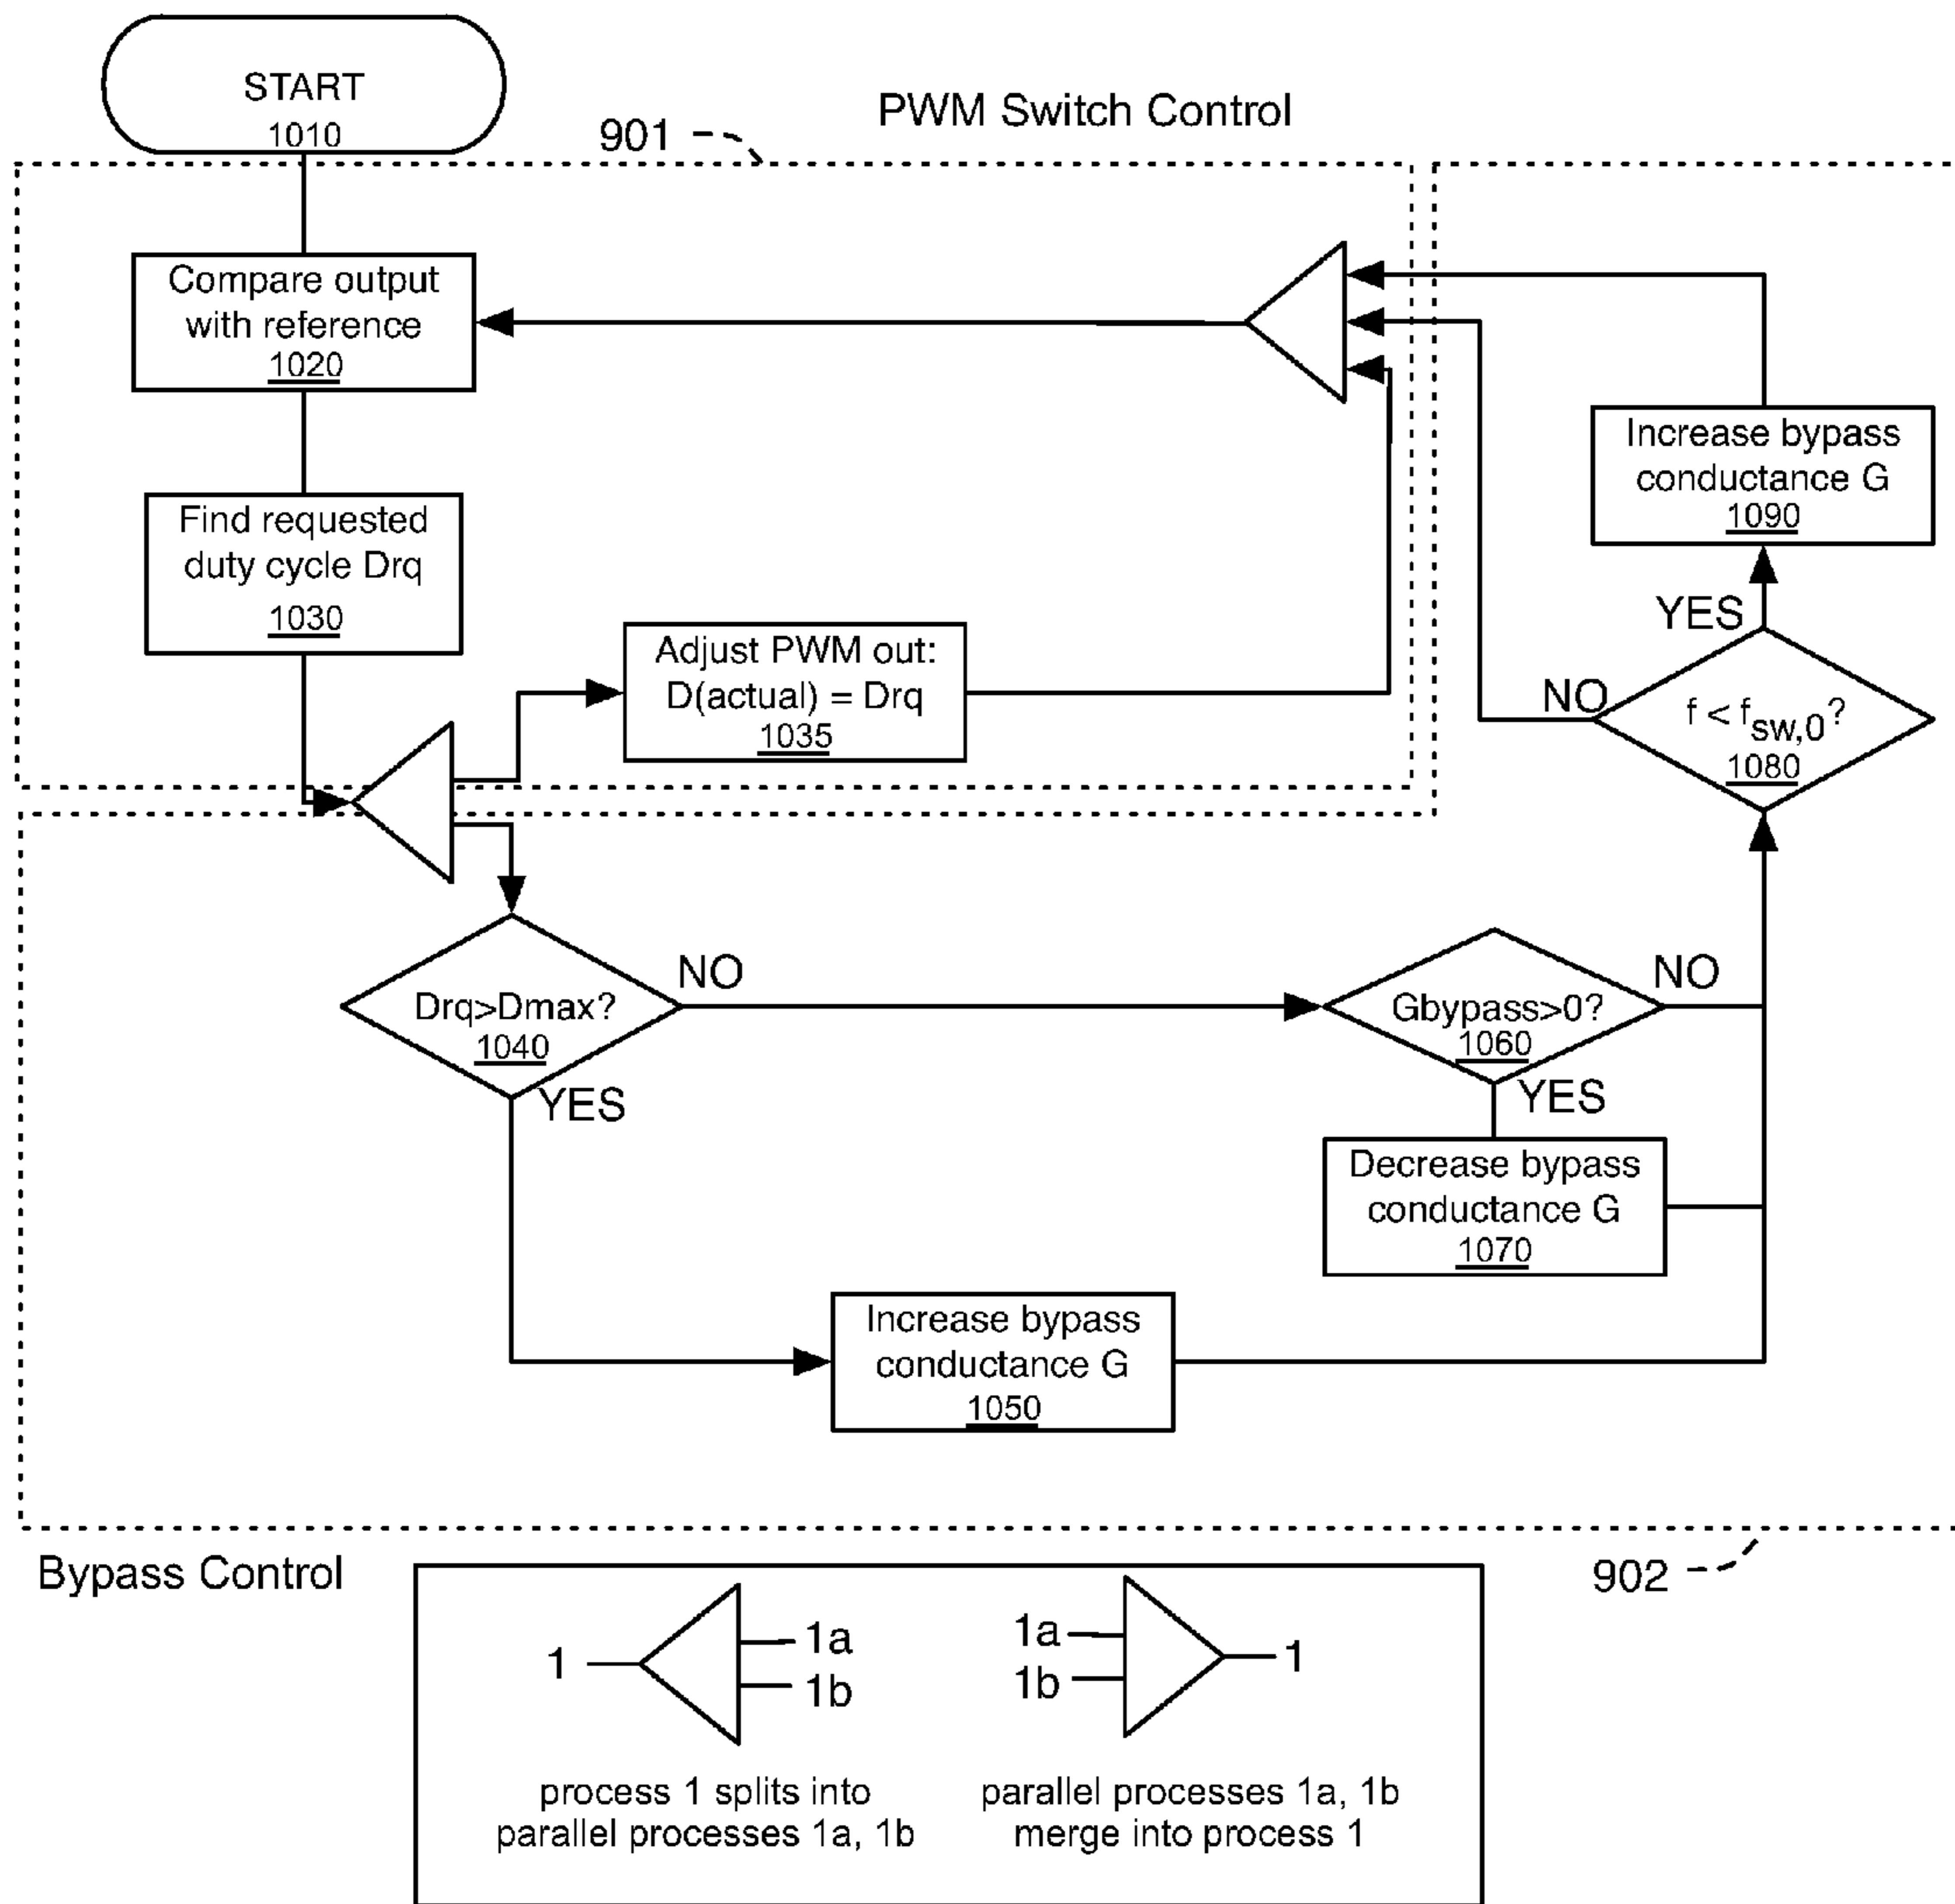 START
1010
PWM Switch Control
901
Compare output
with reference
1020
Find requested
duty cycle Drq
1030
Adjust PWM out:
D(actual) = Drq
1035
Increase bypass
conductance G
1090
YES
NO
f < fsw,0?
1080
Drq>Dmax?
1040
NO
YES
Gbypass>0?
1060
NO
YES
Decrease bypass
conductance G
1070
Increase bypass
conductance G
1050
Bypass Control
902
1
1a
1b
process 1 splits into
parallel processes 1a, 1b
1a
1b
1
parallel processes 1a, 1b
merge into process 1